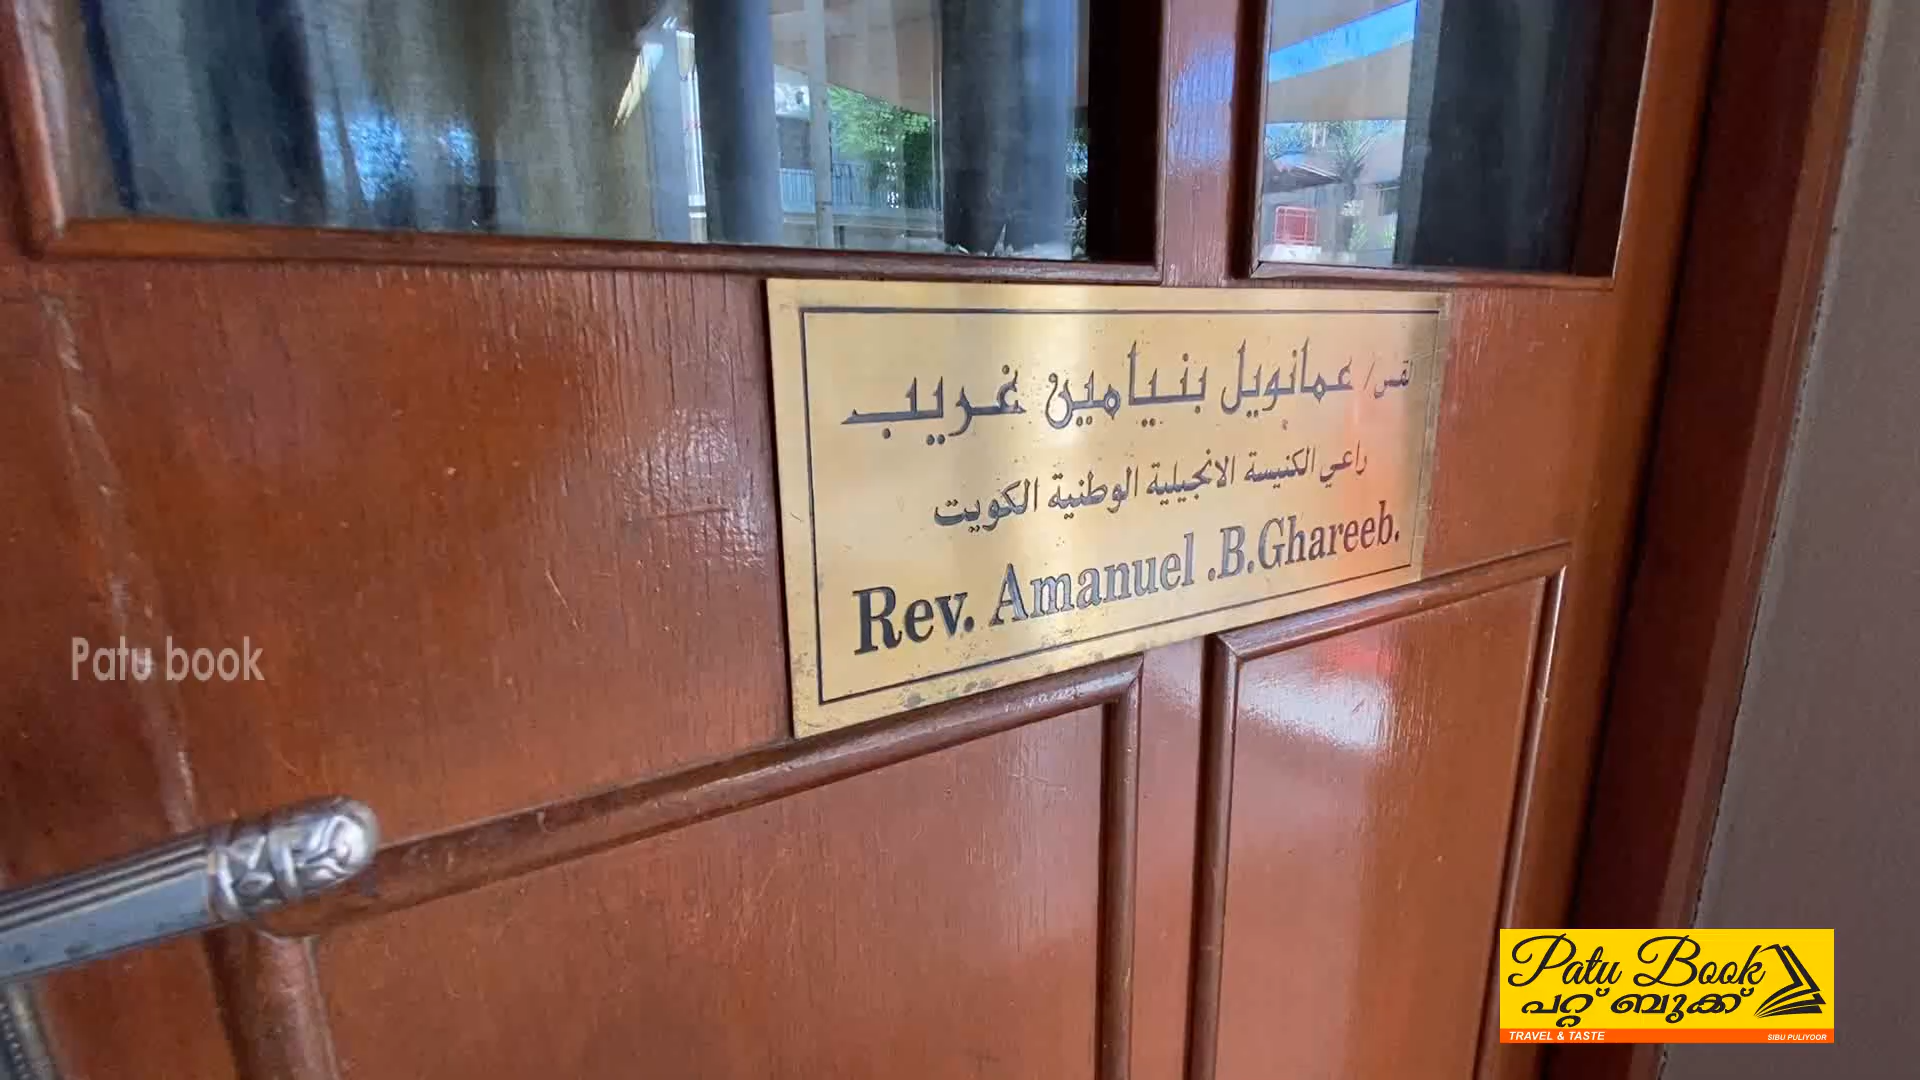 القس/ عمانويل بنيامين غريب
راعي الكنيسة الانجيلية الوطنية الكويت
Rev. Amanuel .B.Ghareeb.
Patu book
Patu Book
പറ്റ് ബുക്ക്
TRAVEL & TASTE
SIBU PULIYOOR